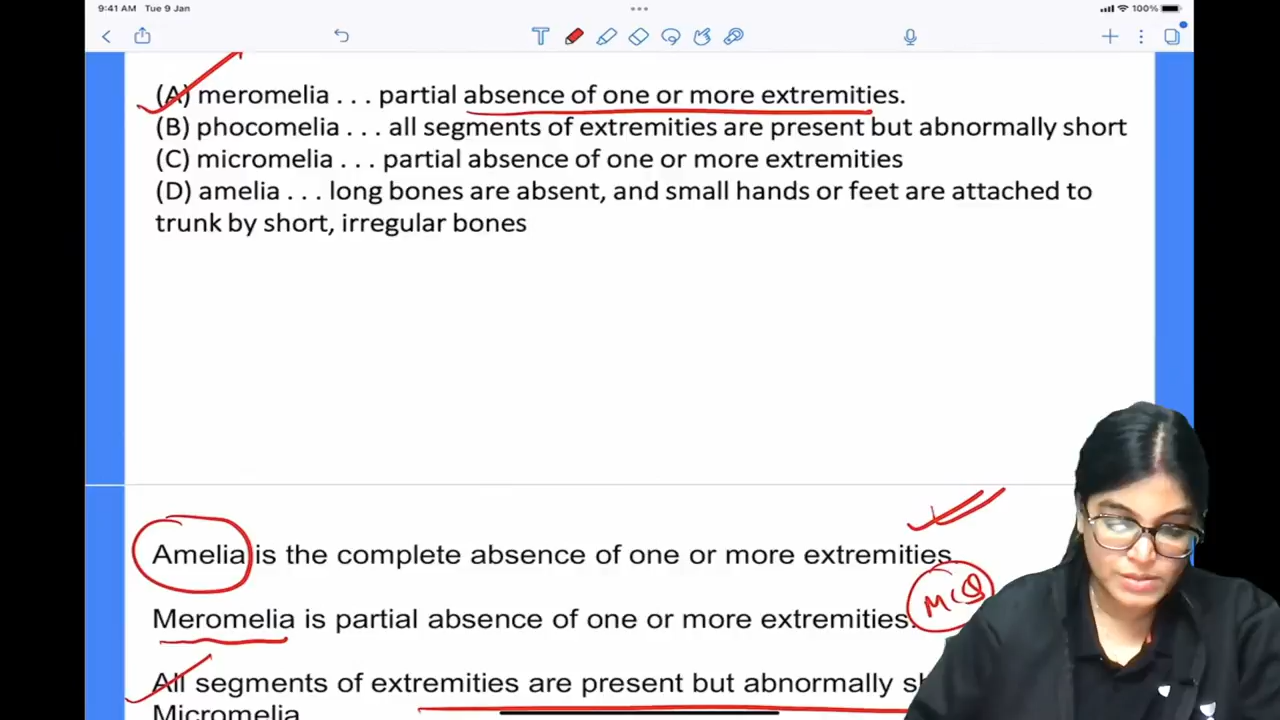 9:41 AM Tue 9 Jan
100%
(A) meromelia . . . partial absence of one or more extremities.
(B) phocomelia . . . all segments of extremities are present but abnormally short
(C) micromelia . . . partial absence of one or more extremities
(D) amelia . . . long bones are absent, and small hands or feet are attached to
trunk by short, irregular bones
Amelia is the complete absence of one or more extremities
Meromelia is partial absence of one or more extremities.
MCQ
All segments of extremities are present but abnormally
Micromelia